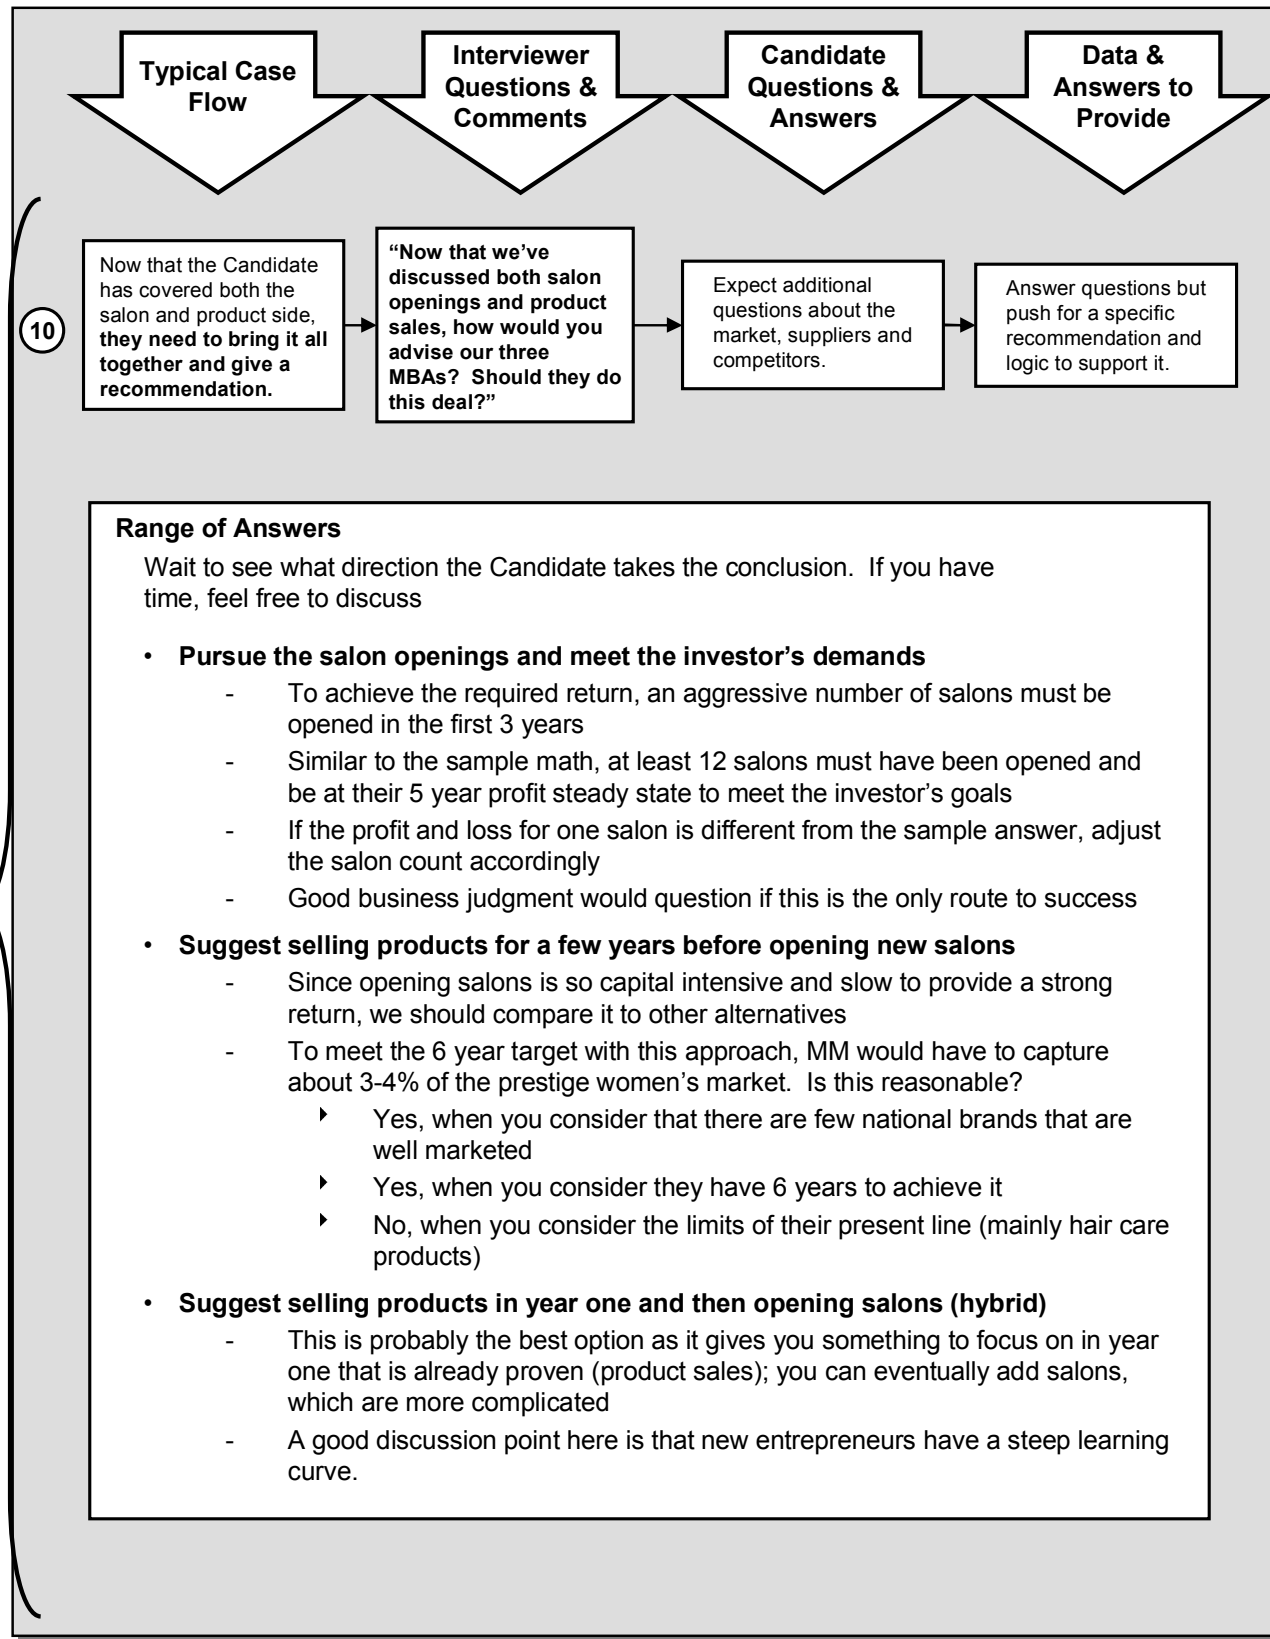 Typical Case
Flow
Interviewer
Questions &
Comments
Candidate
Questions &
Answers
Data &
Answers to
Provide
10
Now that the Candidate
has covered both the
salon and product side,
they need to bring it all
together and give a
recommendation.
“Now that we’ve
discussed both salon
openings and product
sales, how would you
advise our three
MBAs?  Should they do
this deal?”
Expect additional
questions about the
market, suppliers and
competitors.
Answer questions but
push for a specific
recommendation and
logic to support it.
Range of Answers
Wait to see what direction the Candidate takes the conclusion.  If you have
time, feel free to discuss
• Pursue the salon openings and meet the investor’s demands
- To achieve the required return, an aggressive number of salons must be
opened in the first 3 years
- Similar to the sample math, at least 12 salons must have been opened and
be at their 5 year profit steady state to meet the investor’s goals
- If the profit and loss for one salon is different from the sample answer, adjust
the salon count accordingly
- Good business judgment would question if this is the only route to success
• Suggest selling products for a few years before opening new salons
- Since opening salons is so capital intensive and slow to provide a strong
return, we should compare it to other alternatives
- To meet the 6 year target with this approach, MM would have to capture
about 3-4% of the prestige women’s market.  Is this reasonable?
Yes, when you consider that there are few national brands that are
well marketed
Yes, when you consider they have 6 years to achieve it
No, when you consider the limits of their present line (mainly hair care
products)
• Suggest selling products in year one and then opening salons (hybrid)
- This is probably the best option as it gives you something to focus on in year
one that is already proven (product sales); you can eventually add salons,
which are more complicated
- A good discussion point here is that new entrepreneurs have a steep learning
curve.